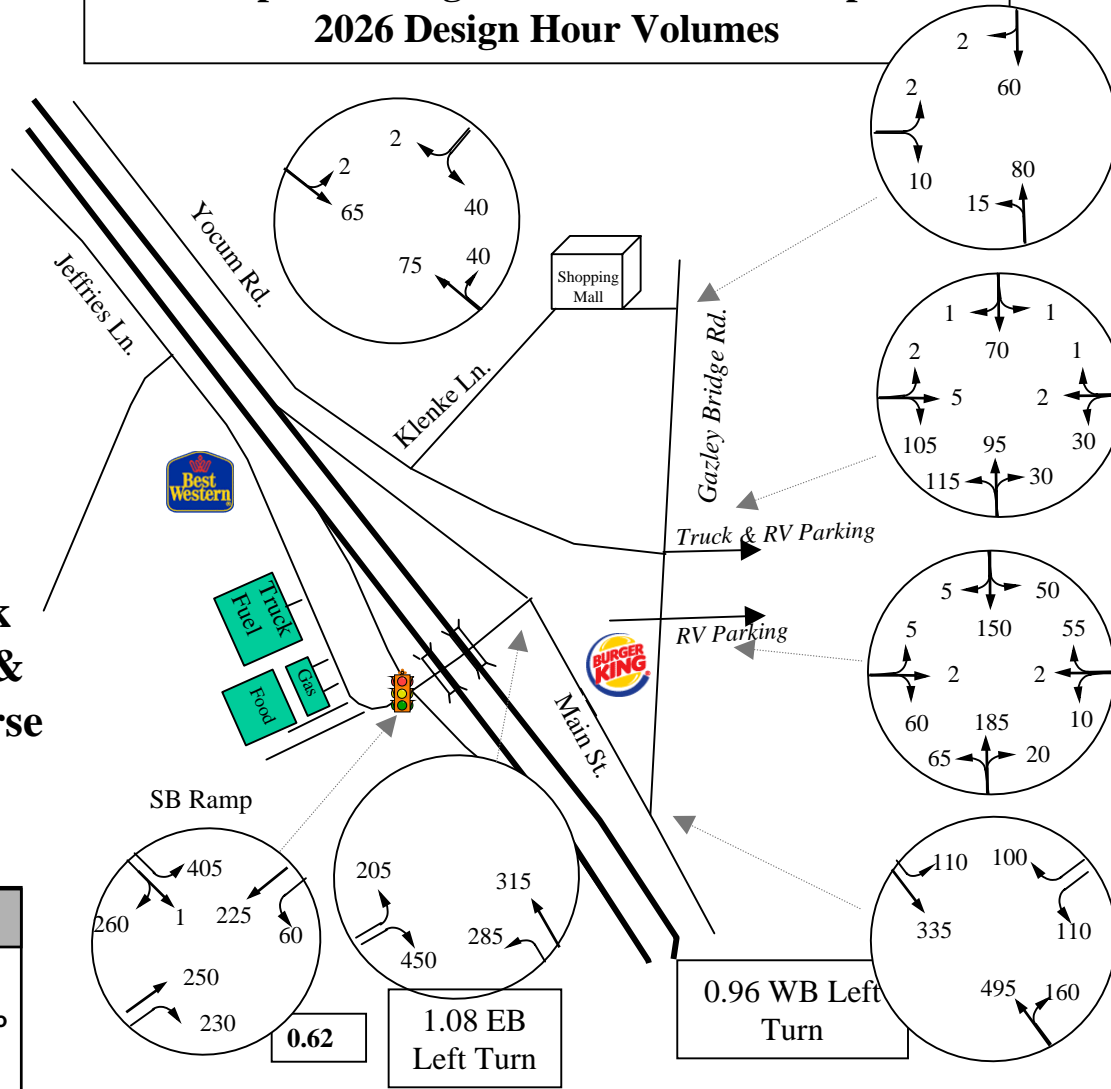 2026 Design Hour Volumes
2
60
2
10
80
15
2
2
65
40
75
40
Yocum Rd.
Jeffries Ln.
Shopping
Mall
Klenke Ln.
Gazley Bridge Rd.
1
1
70
2
5
105
1
2
30
95
115
30
Best
Western
Truck & RV Parking
Truck
Fuel
RV Parking
BURGER
KING
5
50
150
5
2
60
55
2
10
185
65
20
&
Food
Gas
Main St.
SB Ramp
405
260
1
225
60
250
230
0.62
205
450
315
285
1.08 EB
Left Turn
0.96 WB Left
Turn
110
335
100
110
495
160